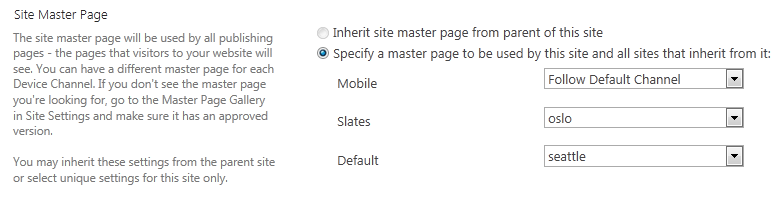 Site Master Page
The site master page will be used by all publishing
pages - the pages that visitors to your website will
see. You can have a different master page for each
Device Channel. If you don't see the master page
you're looking for, go to the Master Page Gallery
in Site Settings and make sure it has an approved
version.
You may inherit these settings from the parent site
or select unique settings for this site only.
Inherit site master page from parent of this site
Specify a master page to be used by this site and all sites that inherit from it:
Mobile
Follow Default Channel
Slates
oslo
Default
seattle